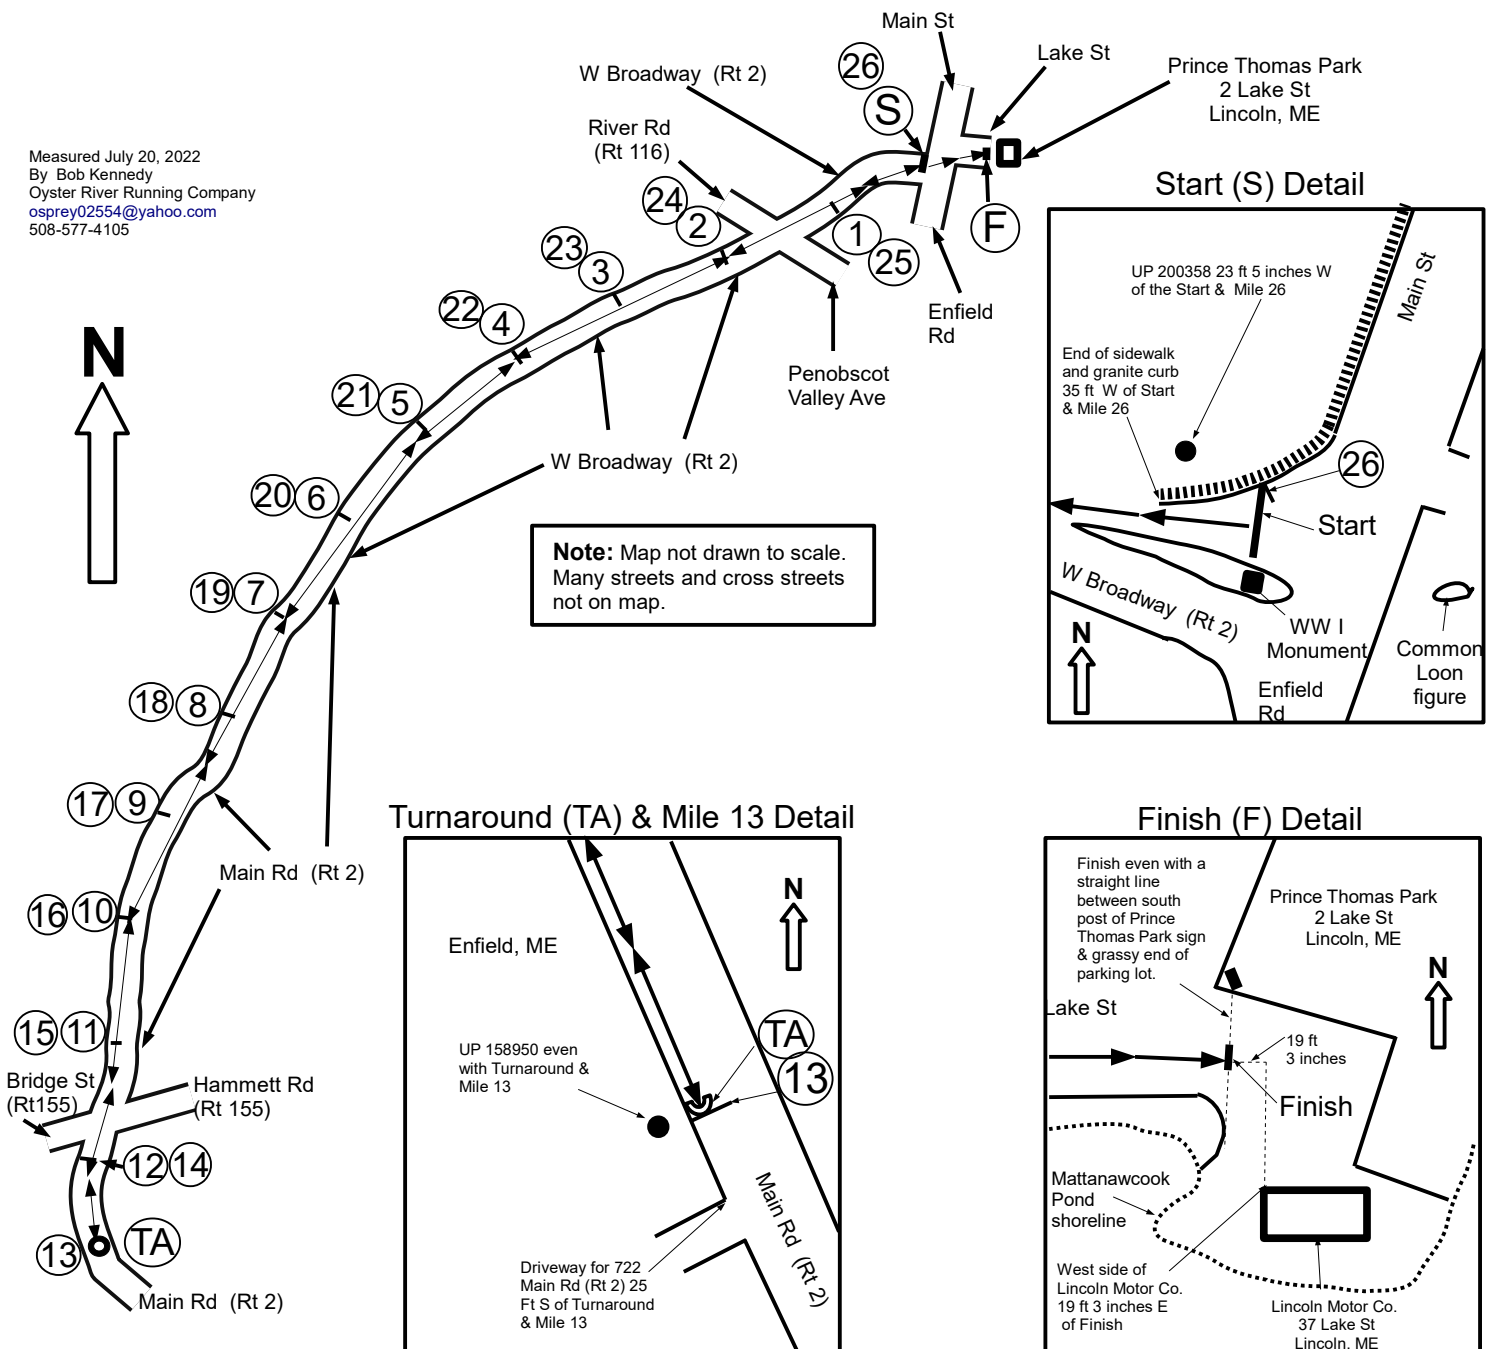 Measured July 20, 2022
By Bob Kennedy
Oyster River Running Company
osprey02554@yahoo.com
508-577-4105
Main St
Lake St
Prince Thomas Park
2 Lake St
Lincoln, ME
W Broadway (Rt 2)
River Rd
(Rt 116)
26
S
F
24
2
1
25
23
3
22
4
21
5
20
6
19
7
18
8
17
9
16
10
15
11
12
14
13
TA
Enfield
Rd
Penobscot
Valley Ave
W Broadway (Rt 2)
N
Note: Map not drawn to scale.
Many streets and cross streets
not on map.
Main Rd (Rt 2)
Bridge St
(Rt155)
Hammett Rd
(Rt 155)
Main Rd (Rt 2)
Start (S) Detail
UP 200358 23 ft 5 inches W
of the Start & Mile 26
Main St
End of sidewalk
and granite curb
35 ft W of Start
& Mile 26
26
Start
W Broadway (Rt 2)
N
WW I
Monument
Enfield
Rd
Common
Loon
figure
Turnaround (TA) & Mile 13 Detail
N
Enfield, ME
TA
13
UP 158950 even
with Turnaround &
Mile 13
Main Rd (Rt 2)
Driveway for 722
Main Rd (Rt 2) 25
Ft S of Turnaround
& Mile 13
Finish (F) Detail
Finish even with a
straight line
between south
post of Prince
Thomas Park sign
& grassy end of
parking lot.
Prince Thomas Park
2 Lake St
Lincoln, ME
N
Lake St
19 ft
3 inches
Finish
Mattanawcook
Pond
shoreline
West side of
Lincoln Motor Co.
19 ft 3 inches E
of Finish
Lincoln Motor Co.
37 Lake St
Lincoln, ME